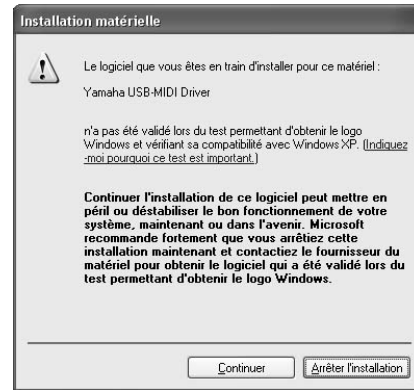 Installation matérielle
Le logiciel que vous êtes en train d'installer pour ce matériel :
Yamaha USB-MIDI Driver
n'a pas été validé lors du test permettant d'obtenir le logo
Windows et vérifiant sa compatibilité avec Windows XP. (Indiquez
-moi pourquoi ce test est important.)
Continuer l'installation de ce logiciel peut mettre en
péril ou déstabiliser le bon fonctionnement de votre
système, maintenant ou dans l'avenir. Microsoft
recommande fortement que vous arrêtiez cette
installation maintenant et contactiez le fournisseur du
matériel pour obtenir le logiciel qui a été validé lors du
test permettant d'obtenir le logo Windows.
Continuer
Arrêter l'installation